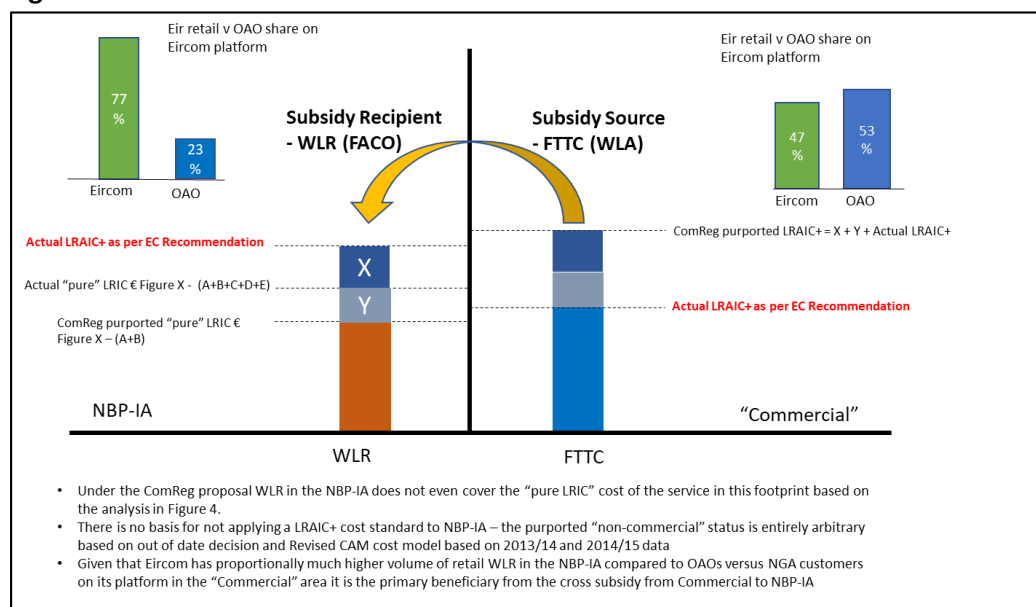 Eir retail v OAO share on
Eircom platform
77
%
23
%
Eircom
OAO
Subsidy Recipient
- WLR (FACO)
Subsidy Source
- FTTC (WLA)
Eir retail v OAO share on
Eircom platform
47
%
53
%
Eircom
OAO
Actual LRAIC+ as per EC Recommendation
X
Actual “pure” LRIC € Figure X - (A+B+C+D+E)
Y
ComReg purported “pure” LRIC €
Figure X – (A+B)
ComReg purported LRAIC+ = X + Y + Actual LRAIC+
Actual LRAIC+ as per EC Recommendation
NBP-IA
“Commercial”
WLR
FTTC
• Under the ComReg proposal WLR in the NBP-IA does not even cover the “pure LRIC” cost of the service in this footprint based on
the analysis in Figure 4.
• There is no basis for not applying a LRAIC+ cost standard to NBP-IA – the purported “non-commercial” status is entirely arbitrary
based on out of date decision and Revised CAM cost model based on 2013/14 and 2014/15 data
• Given that Eircom has proportionally much higher volume of retail WLR in the NBP-IA compared to OAOs versus NGA customers
on its platform in the “Commercial” area it is the primary beneficiary from the cross subsidy from Commercial to NBP-IA